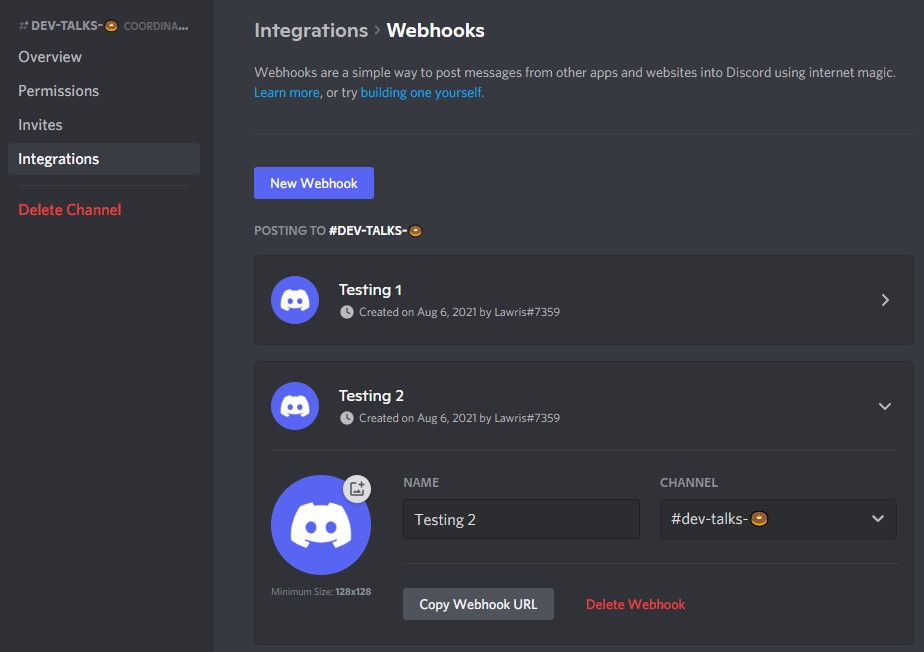 # DEV-TALKS-🍩 COORDINA...
Overview
Permissions
Invites
Integrations
Delete Channel
Integrations > Webhooks
Webhooks are a simple way to post messages from other apps and websites into Discord using internet magic.
Learn more, or try building one yourself.
New Webhook
POSTING TO #DEV-TALKS-🍩
Testing 1
Created on Aug 6, 2021 by Lawris#7359
Testing 2
Created on Aug 6, 2021 by Lawris#7359
NAME
CHANNEL
Testing 2
#dev-talks-🍩
Minimum Size: 128x128
Copy Webhook URL
Delete Webhook